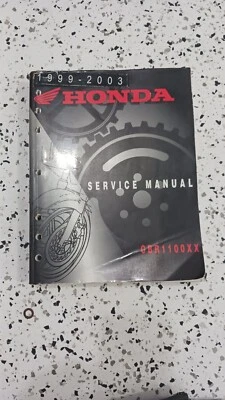 1999-2003
HONDA
SERVICE MANUAL
CBR1100XX